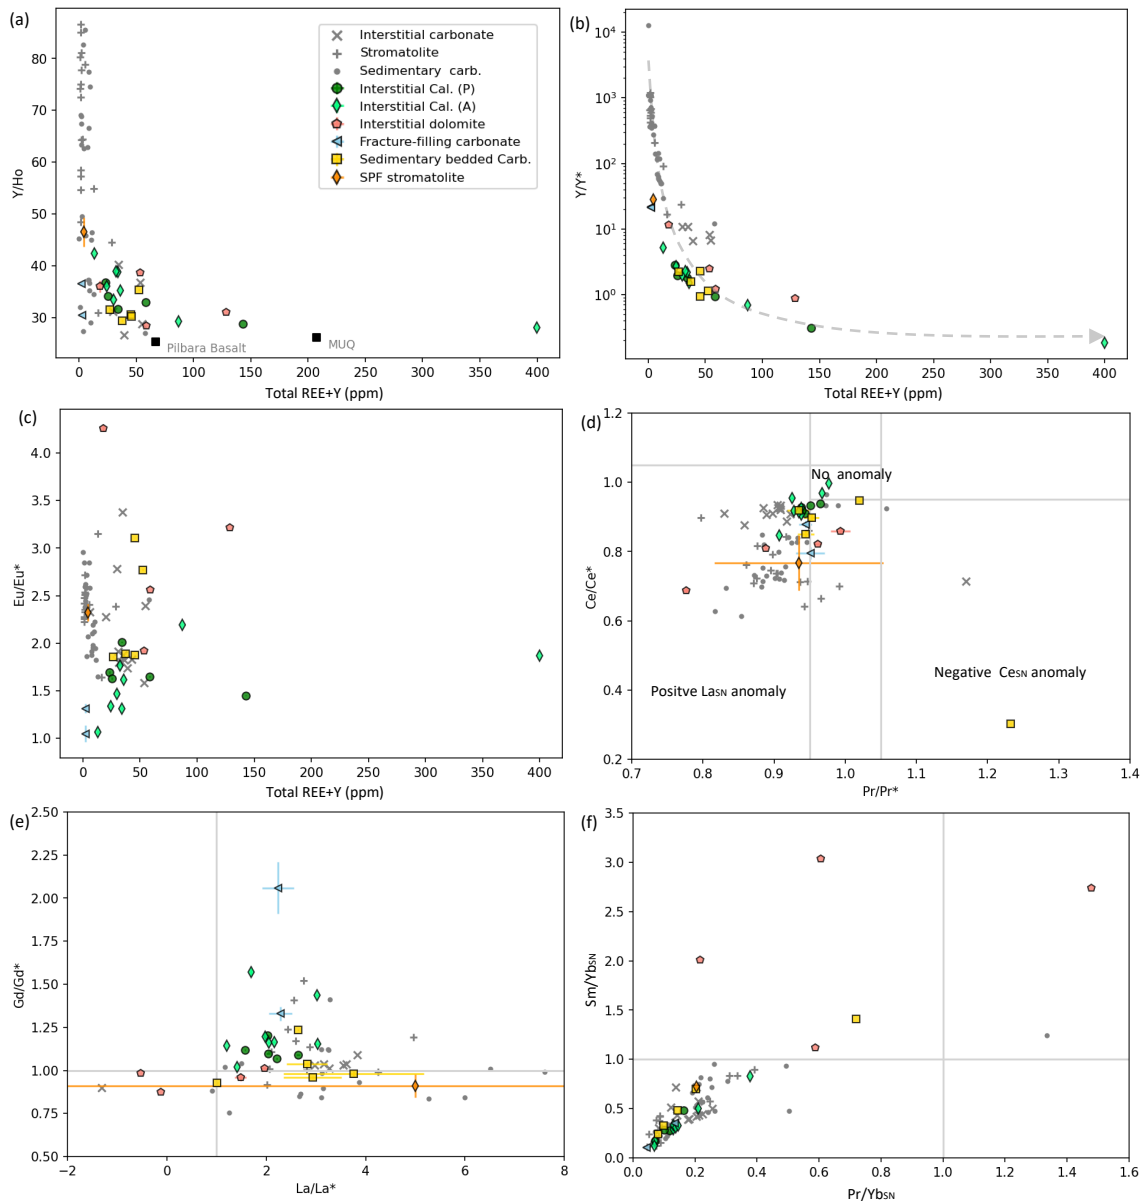 (a)
Y/Ho
80
70
60
50
40
30
Interstitial carbonate
Stromatolite
Sedimentary carb.
Interstitial Cal. (P)
Interstitial Cal. (A)
Interstitial dolomite
Fracture-filling carbonate
Sedimentary bedded Carb.
SPF stromatolite
Pilbara Basalt
MUQ
0 50 100 150 200 250 300 350 400
Total REE+Y (ppm)
(b)
Y/Y*
10⁴
10³
10²
10¹
10⁰
0 50 100 150 200 250 300 350 400
Total REE+Y (ppm)
(c)
Eu/Eu*
4.0
3.5
3.0
2.5
2.0
1.5
1.0
0 50 100 150 200 250 300 350 400
Total REE+Y (ppm)
(d)
Ce/Ce*
1.2
1.0
0.8
0.6
0.4
0.2
No anomaly
Positve LaSN anomaly
Negative CeSN anomaly
0.7 0.8 0.9 1.0 1.1 1.2 1.3 1.4
Pr/Pr*
(e)
Gd/Gd*
2.50
2.25
2.00
1.75
1.50
1.25
1.00
0.75
0.50
−2 0 2 4 6 8
La/La*
(f)
Sm/YbSN
3.5
3.0
2.5
2.0
1.5
1.0
0.5
0.0
0.0 0.2 0.4 0.6 0.8 1.0 1.2 1.4 1.6
Pr/YbSN